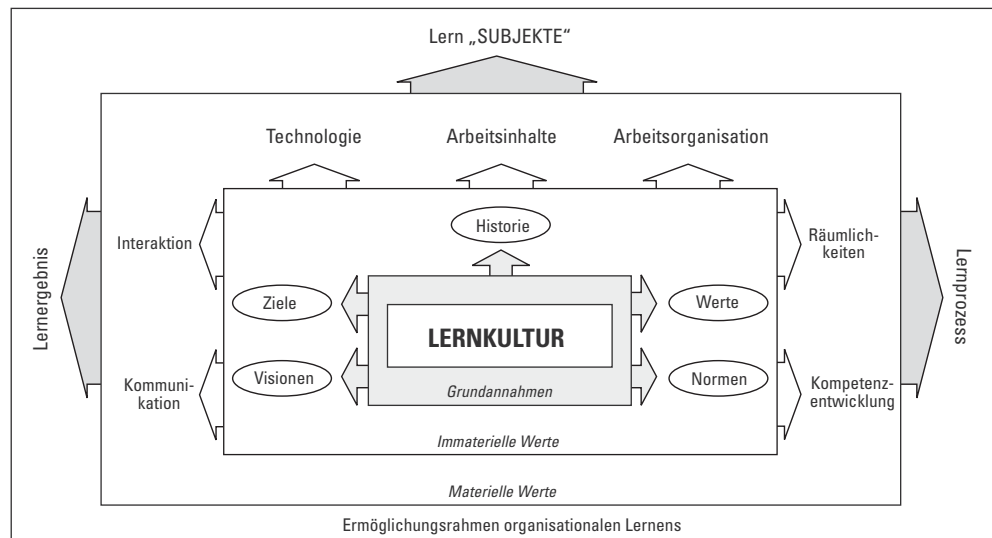 Lern „SUBJEKTE“
Technologie
Arbeitsinhalte
Arbeitsorganisation
Historie
Interaktion
Räumlich-
keiten
Lernergebnis
Lernprozess
Ziele
Werte
LERNKULTUR
Visionen
Normen
Kommuni-
kation
Kompetenz-
entwicklung
Grundannahmen
Immaterielle Werte
Materielle Werte
Ermöglichungsrahmen organisationalen Lernens